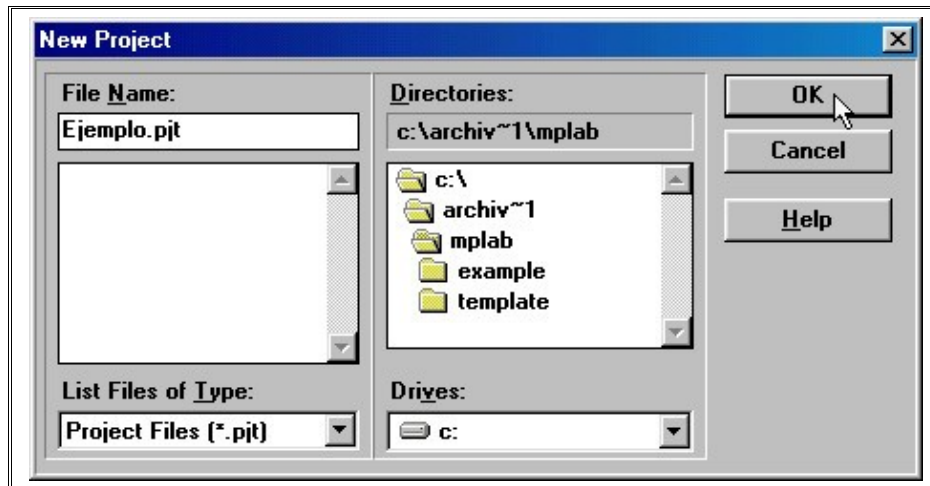 New Project
File Name:
Ejemplo.pjt
List Files of Type:
Project Files (*.pjt)
Directories:
c:\archiv~1\mplab
c:\
archiv~1
mplab
example
template
Drives:
c:
OK
Cancel
Help